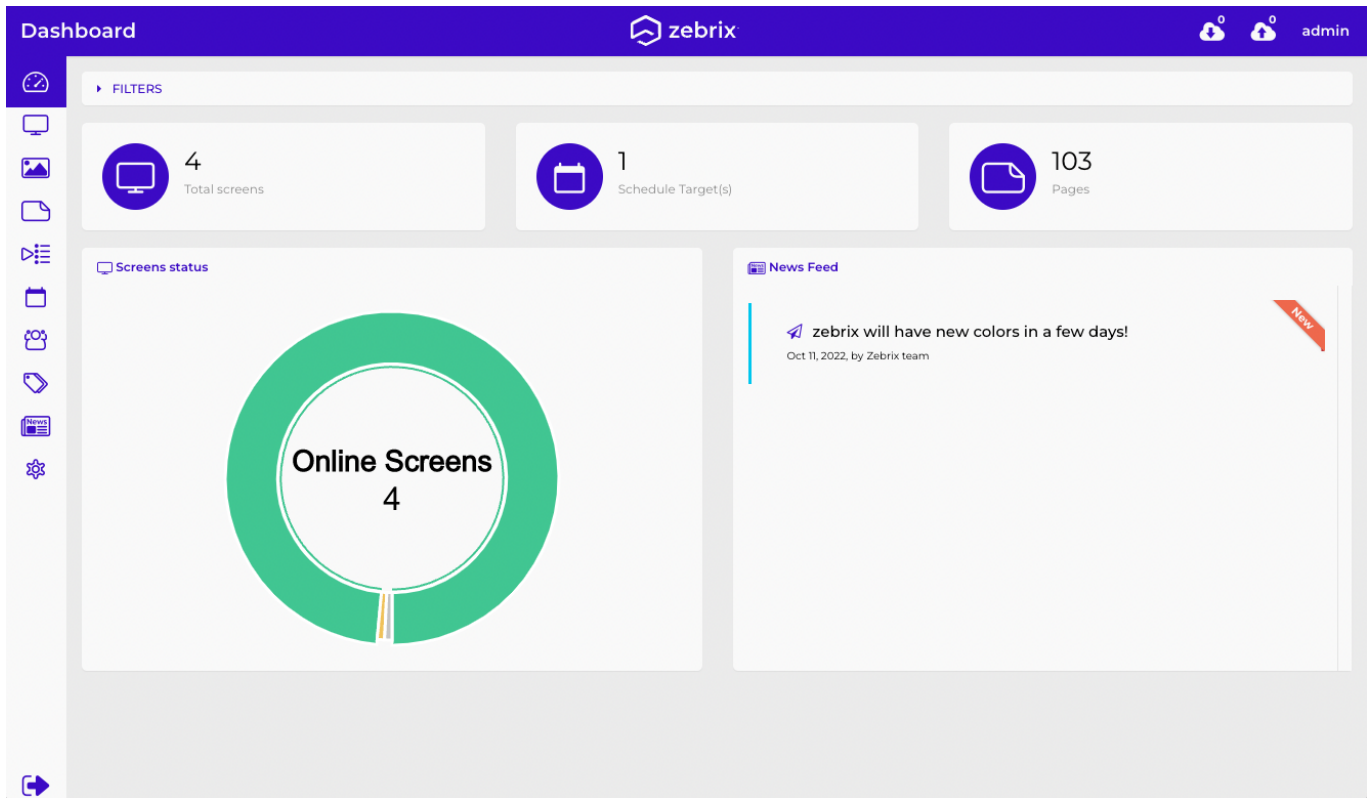 Dashboard
zebrix
0
0
admin
FILTERS
4
Total screens
1
Schedule Target(s)
103
Pages
Screens status
Online Screens
4
News Feed
New
zebrix will have new colors in a few days!
Oct 11, 2022, by Zebrix team
News